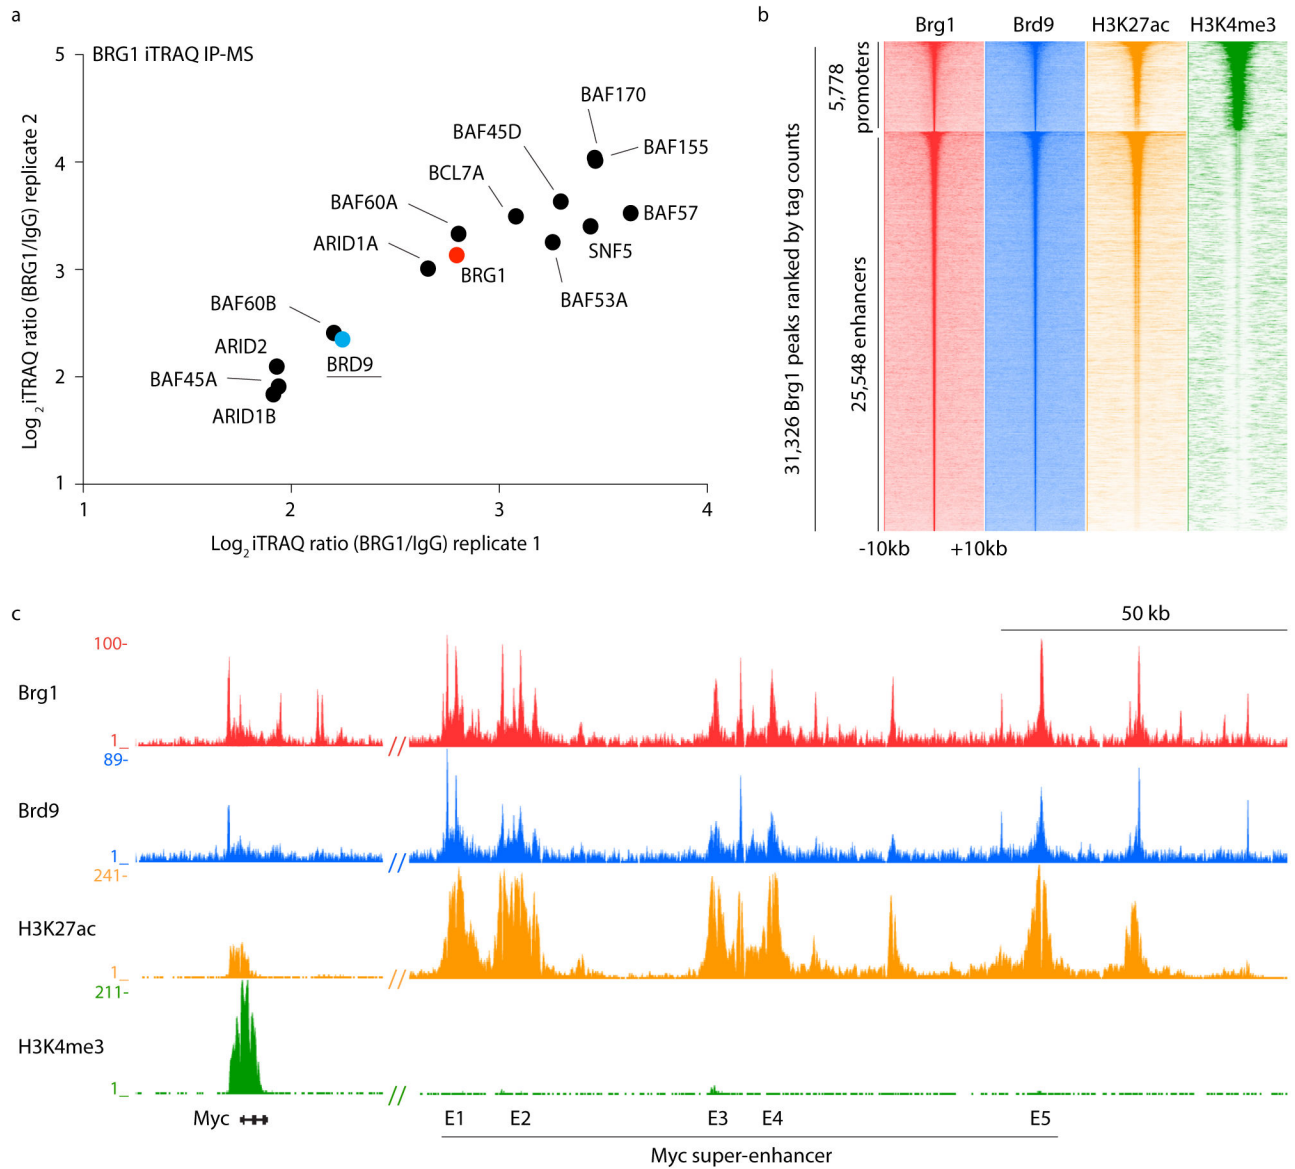 a
BRG1 iTRAQ IP-MS
Log2 iTRAQ ratio (BRG1/IgG) replicate 2
5
4
3
2
1
1
2
3
4
Log2 iTRAQ ratio (BRG1/IgG) replicate 1
BAF170
BAF155
BAF45D
BCL7A
BAF57
BAF60A
SNF5
ARID1A
BRG1
BAF53A
BAF60B
ARID2
BRD9
BAF45A
ARID1B
b
Brg1 Brd9 H3K27ac H3K4me3
31,326 Brg1 peaks ranked by tag counts
5,778
promoters
25,548 enhancers
-10kb +10kb
c
50 kb
100-
Brg1
1_
89-
Brd9
1_
241-
H3K27ac
1_
211-
H3K4me3
1_
// // // //
Myc E1 E2 E3 E4 E5
Myc super-enhancer